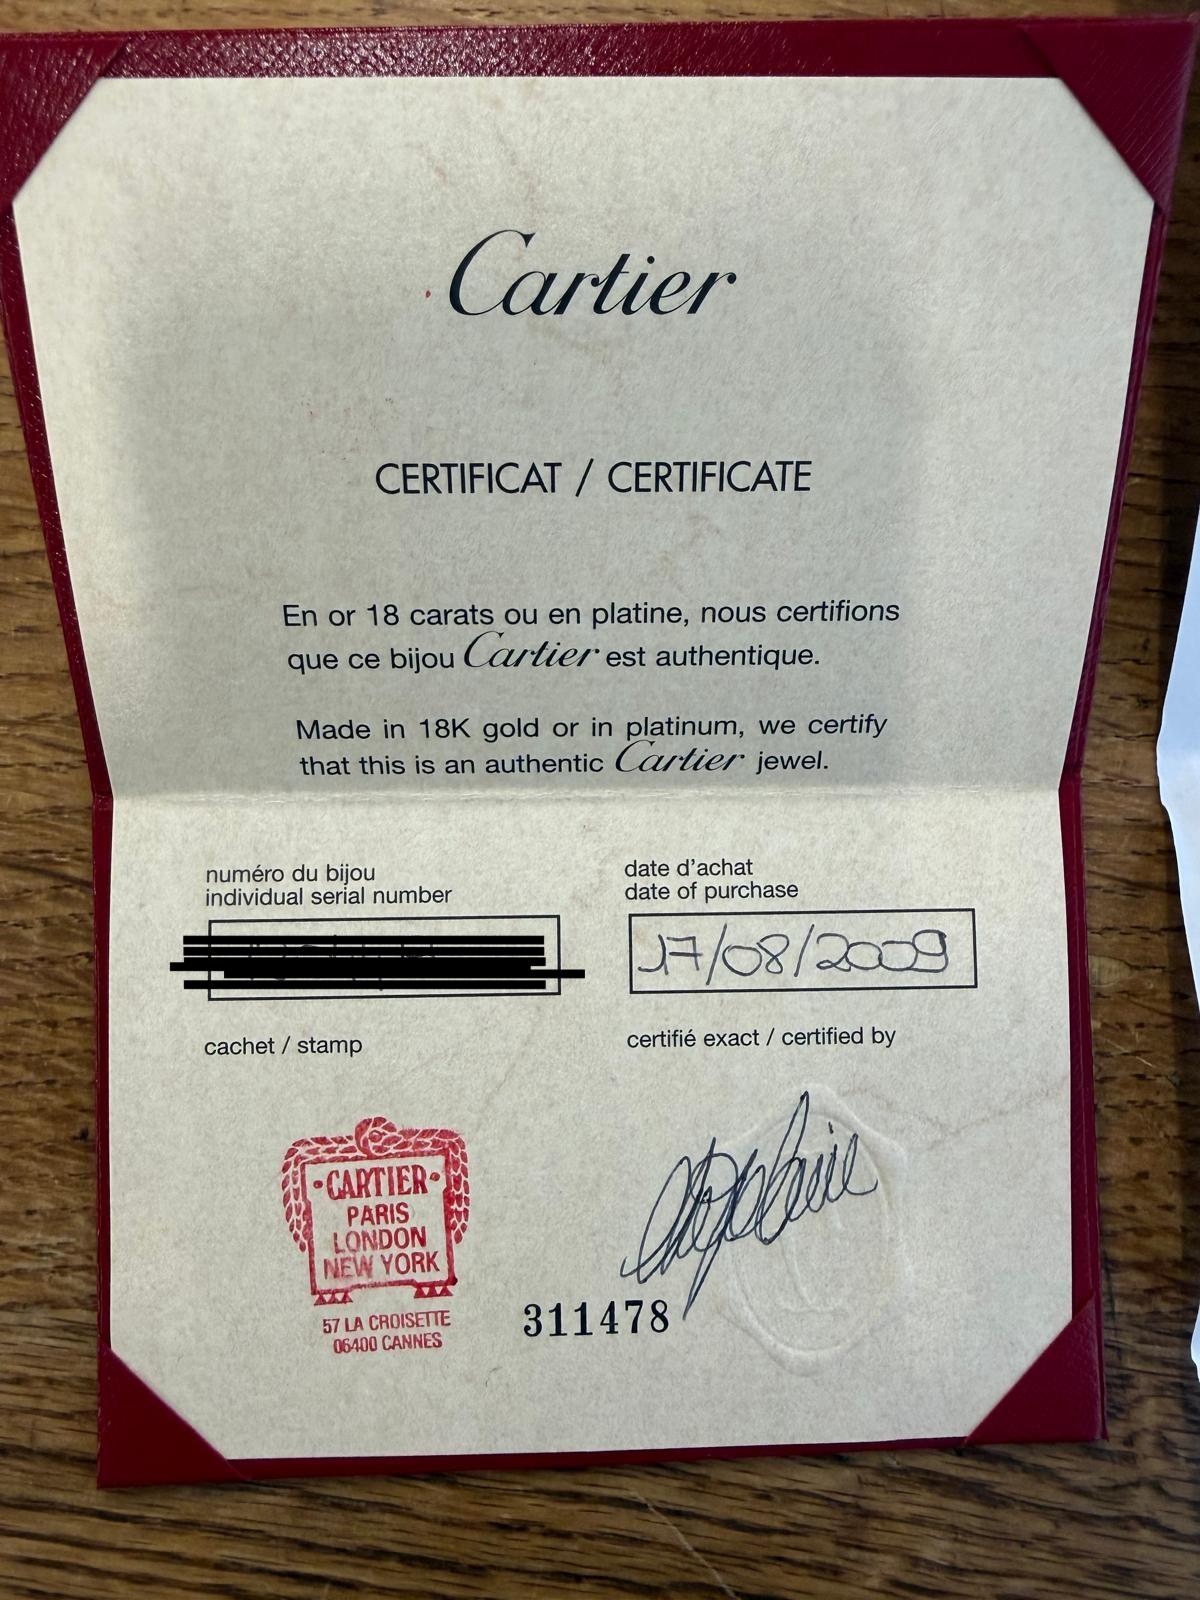 Cartier
CERTIFICAT / CERTIFICATE
En or 18 carats ou en platine, nous certifions
que ce bijou Cartier est authentique.
Made in 18K gold or in platinum, we certify
that this is an authentic Cartier jewel.
numéro du bijou
individual serial number
date d'achat
date of purchase
17/08/2009
cachet / stamp
certifié exact / certified by
·CARTIER·
PARIS
LONDON
NEW YORK
57 LA CROISETTE
06400 CANNES
311478